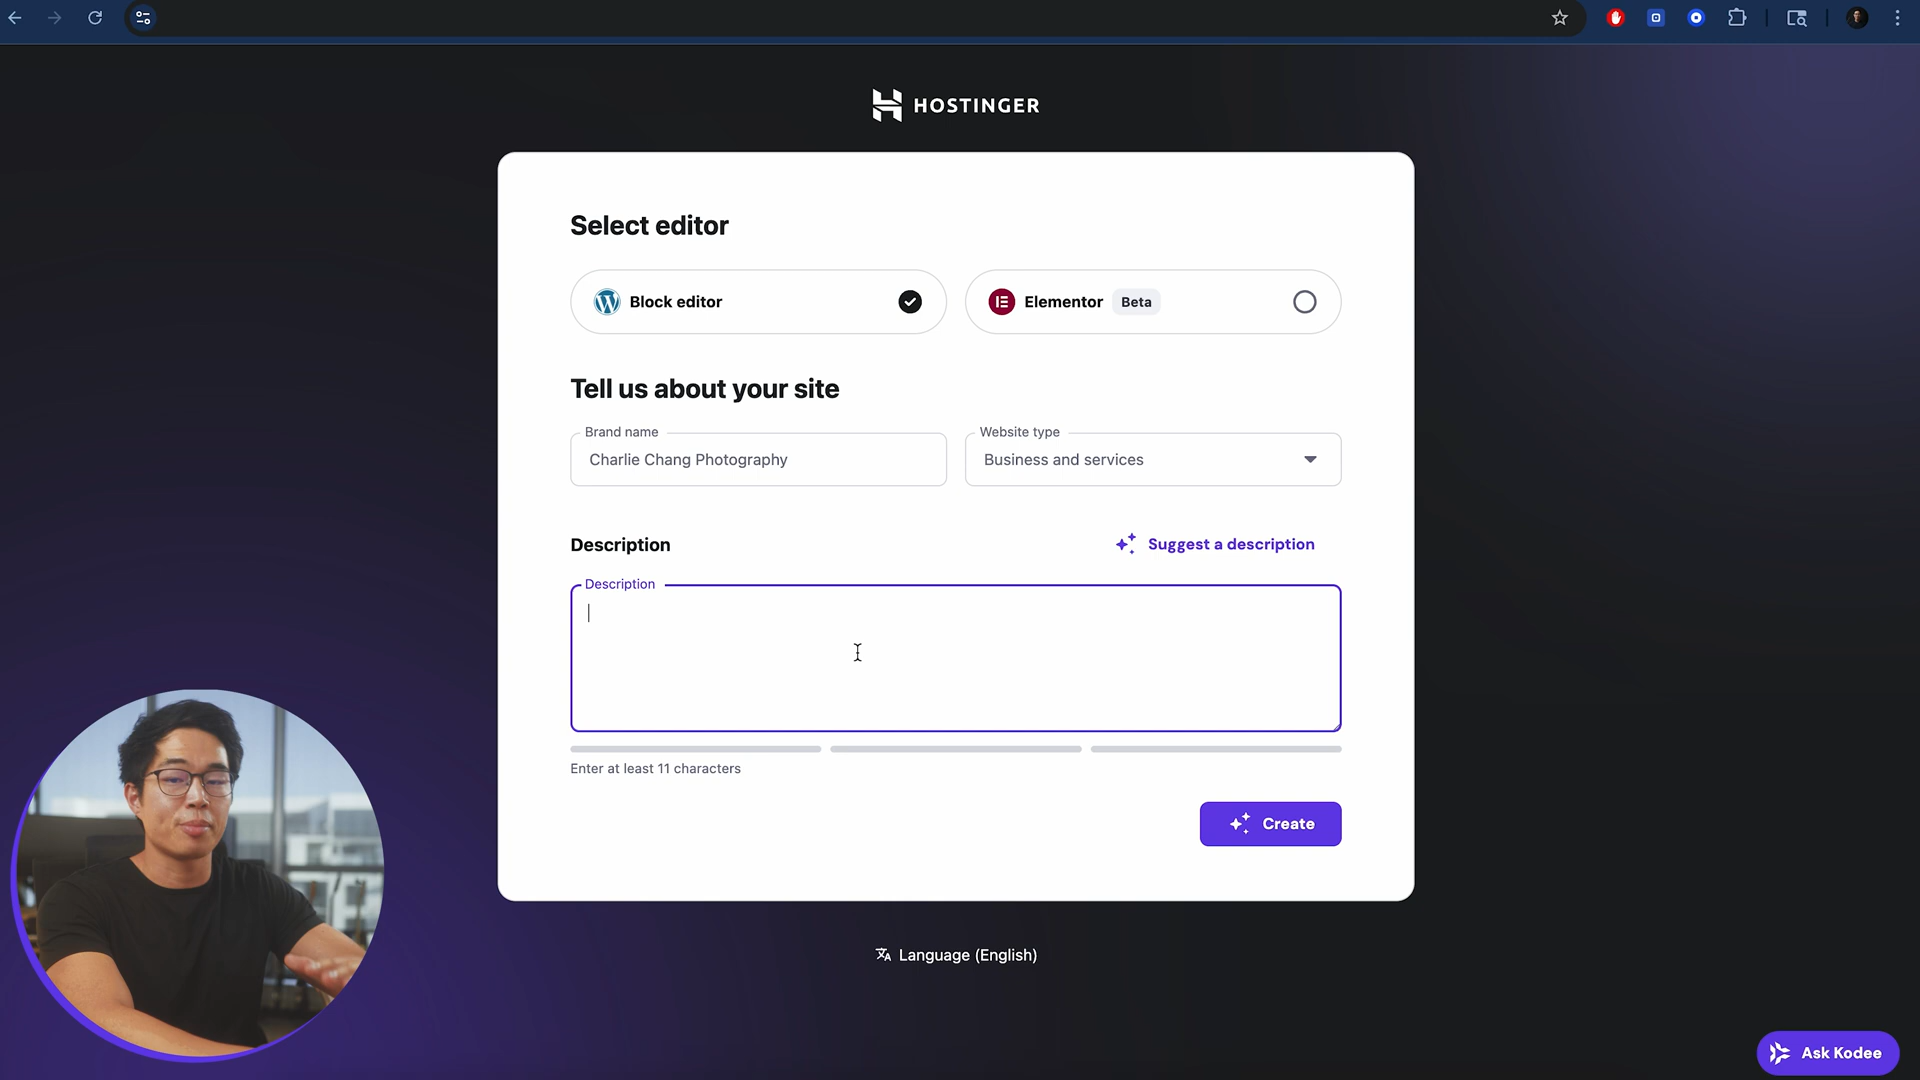 HOSTINGER
Select editor
Block editor
Elementor Beta
Tell us about your site
Brand name
Charlie Chang Photography
Website type
Business and services
Description
Suggest a description
Description
Enter at least 11 characters
Create
Language (English)
Ask Kodee